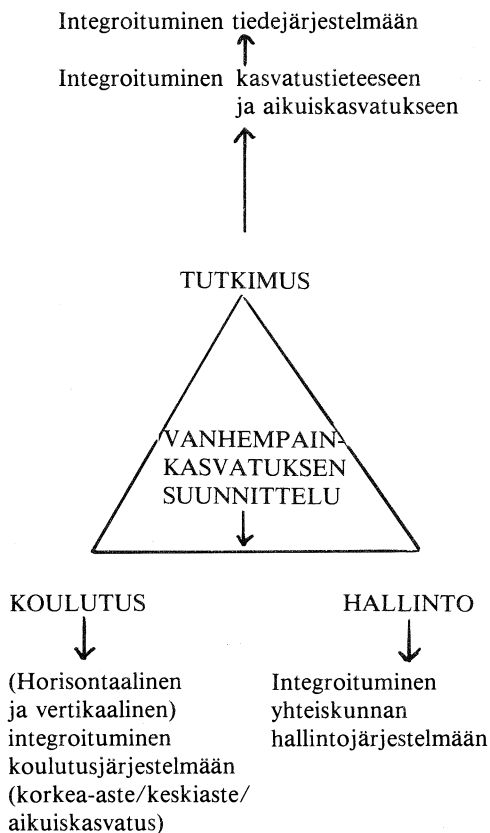 Integroituminen tiedejärjestelmään
Integroituminen kasvatustieteeseen
ja aikuiskasvatukseen
TUTKIMUS
VANHEMPAIN-
KASVATUKSEN
SUUNNITTELU
KOULUTUS
(Horisontaalinen
ja vertikaalinen)
integroituminen
koulutusjärjestelmään
(korkea-aste/keskiaste/
aikuiskasvatus)
HALLINTO
Integroituminen
yhteiskunnan
hallintojärjestelmään